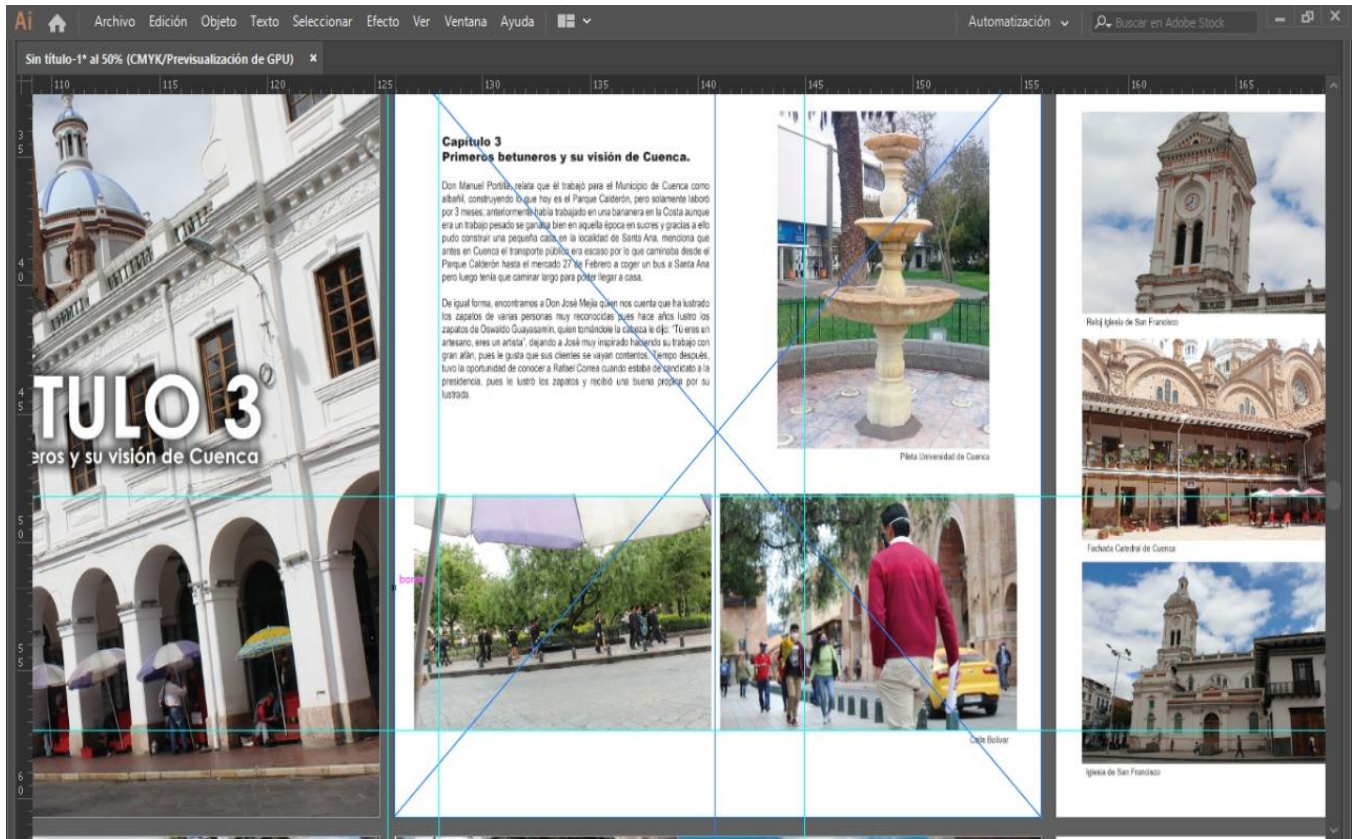 Ai
Archivo Edición Objeto Texto Seleccionar Efecto Ver Ventana Ayuda
Automatización
Buscar en Adobe Stock
Sin título-1* al 50% (CMYK/Previsualización de GPU) ×
110 115 120 125 130 135 140 145 150 155 160 165
35
40
45
50
55
60
TULO 3
eros y su visión de Cuenca
Capítulo 3
Primeros betuneros y su visión de Cuenca.
Don Manuel Portilla, relata que él trabajó para el Municipio de Cuenca como
albañil, construyendo lo que hoy es el Parque Calderón, pero solamente laboró
por 3 meses; anteriormente había trabajado en una bananera en la Costa aunque
era un trabajo pesado se ganaba bien en aquella época en sucres y gracias a ello
pudo construir una pequeña casa en la localidad de Santa Ana, menciona que
antes en Cuenca el transporte público era escaso por lo que caminaba desde el
Parque Calderón hasta el mercado 27 de Febrero a coger un bus a Santa Ana
pero luego tenía que caminar largo para poder llegar a casa.
De igual forma, encontramos a Don José Mejia quien nos cuenta que ha lustrado
los zapatos de varias personas muy reconocidas pues hace años lustro los
zapatos de Oswaldo Guayasamín, quien tomándole la cabeza le dijo: "Tú eres un
artesano, eres un artista", dejando a José muy inspirado haciendo su trabajo con
gran afán, pues le gusta que sus clientes se vayan contentos. Tiempo después,
tuvo la oportunidad de conocer a Rafael Correa cuando estaba de candidato a la
presidencia, pues le lustró los zapatos y recibió una buena propina por su
lustrada.
Pileta Universidad de Cuenca
Calle Bolívar
Reloj Iglesia de San Francisco
Fachada Catedral de Cuenca
Iglesia de San Francisco